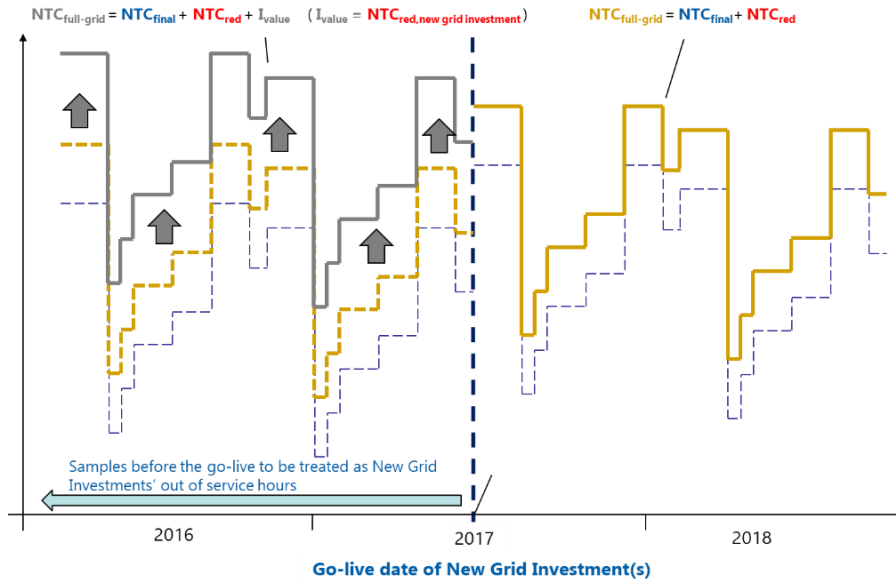 NTCfull-grid = NTCfinal + NTCred + Ivalue ( Ivalue = NTCred,new grid investment)
NTCfull-grid = NTCfinal + NTCred
Samples before the go-live to be treated as New Grid
Investments' out of service hours
2016
2017
2018
Go-live date of New Grid Investment(s)